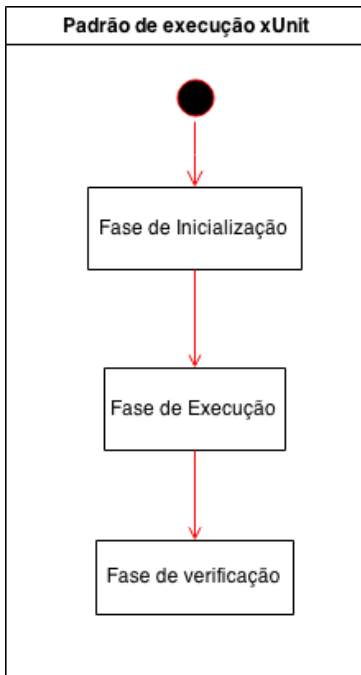 Padrão de execução xUnit
Fase de Inicialização
Fase de Execução
Fase de verificação